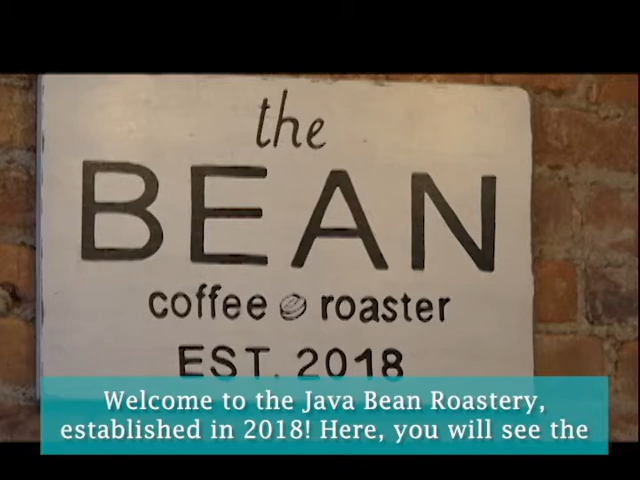 the
BEAN
coffee roaster
EST. 2018
Welcome to the Java Bean Roastery,
established in 2018! Here, you will see the